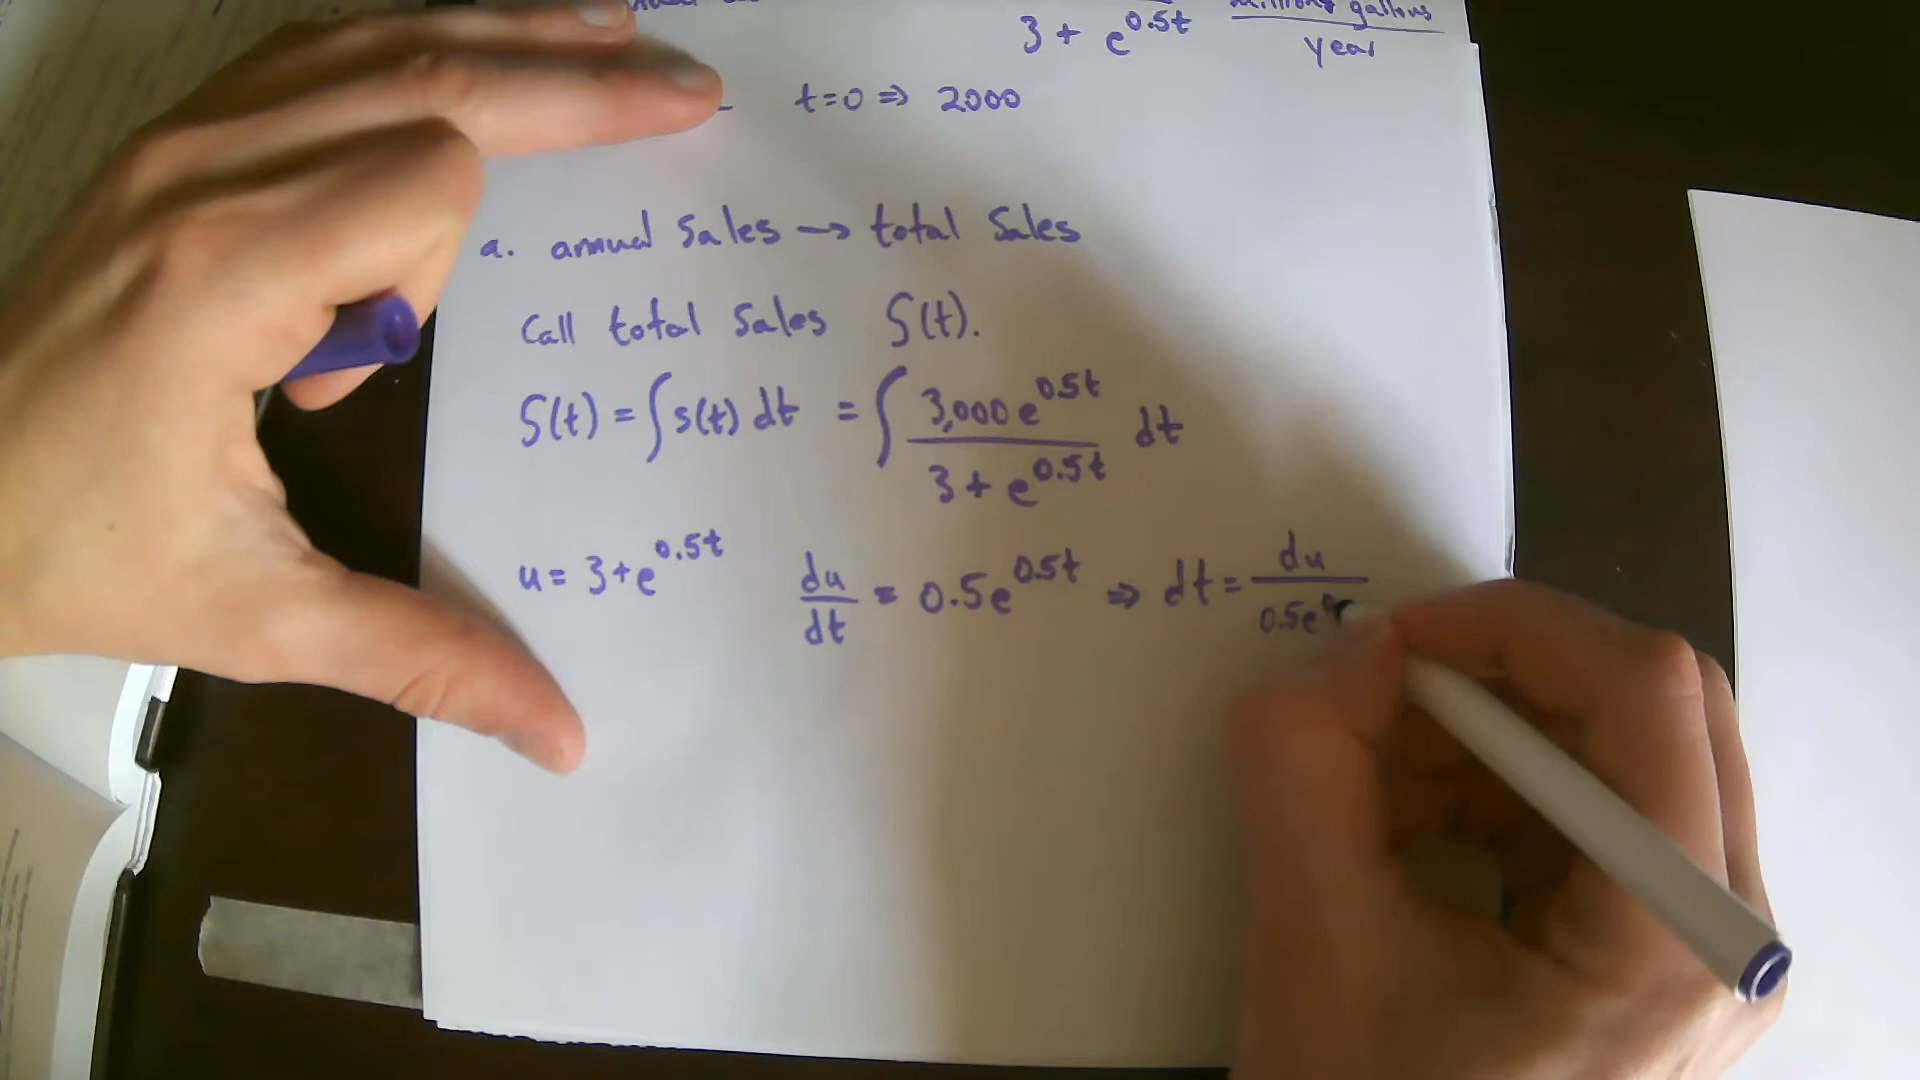 3 + e^0.5t millions gallons / year
t=0 ⇒ 2000
a. annual Sales → total Sales
Call total Sales S(t).
S(t) = ∫ s(t) dt = ∫ 3,000 e^0.5t / 3 + e^0.5t dt
u = 3+e^0.5t du/dt = 0.5e^0.5t ⇒ dt = du / 0.5e